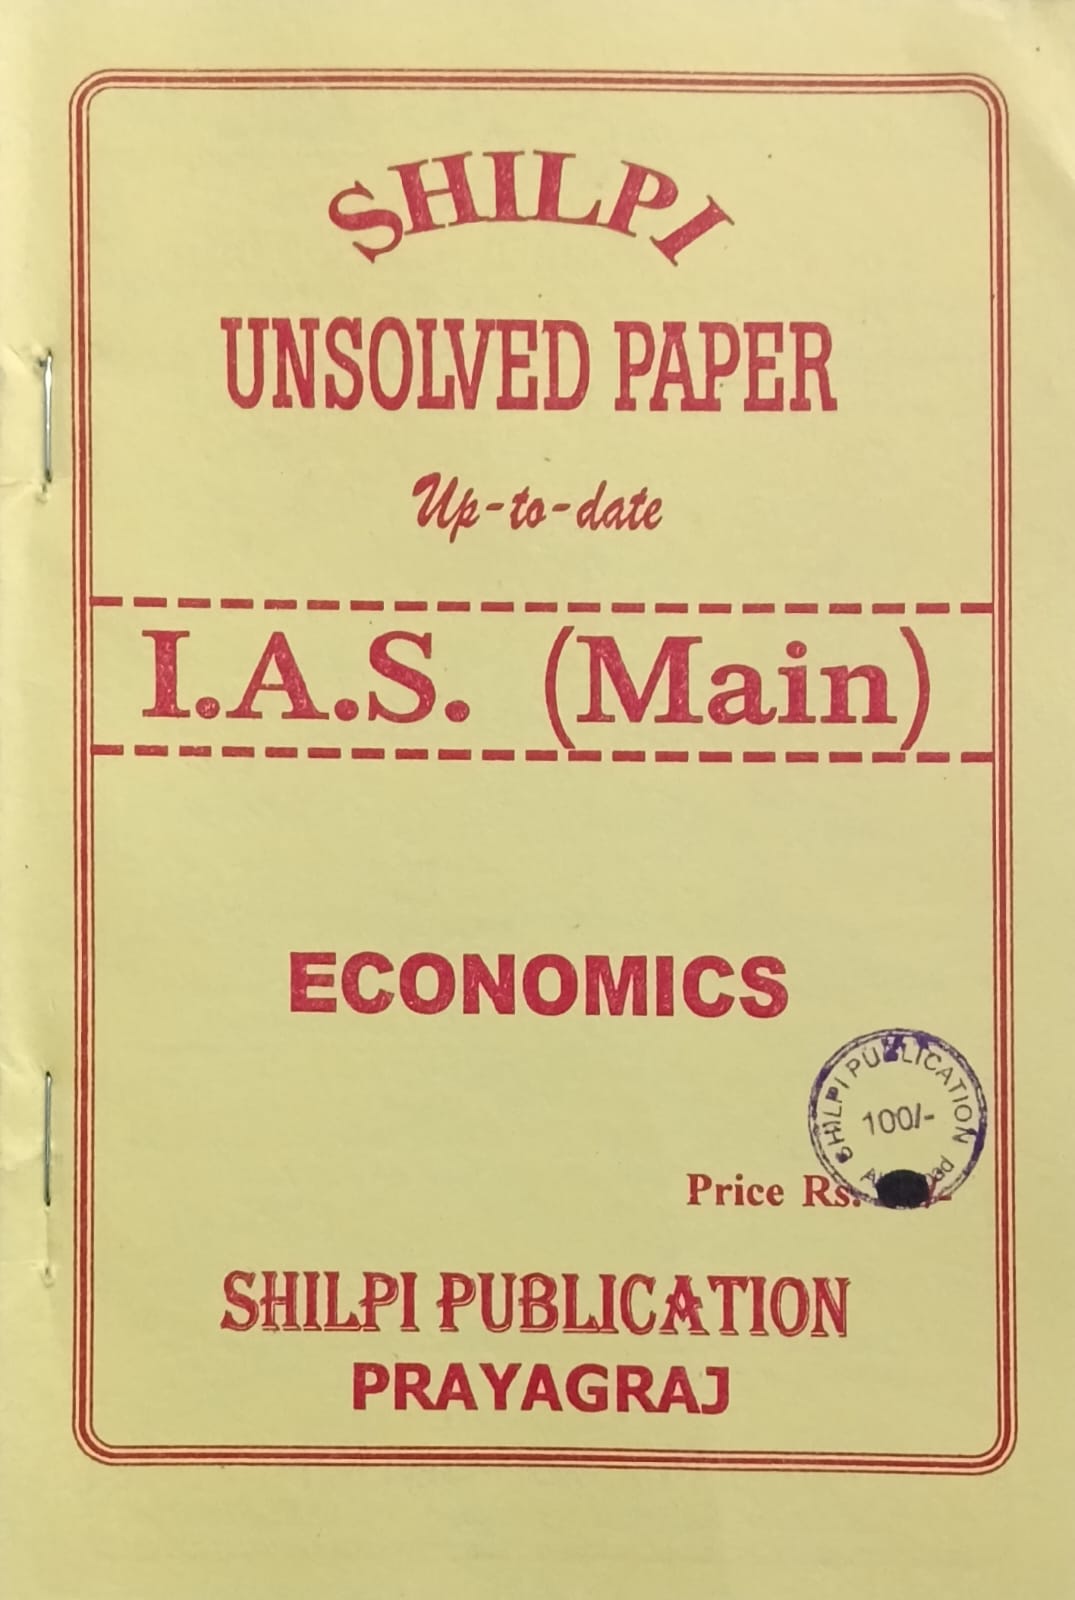 SHILPI
UNSOLVED PAPER
Up-to-date
I.A.S. (Main)
ECONOMICS
SHILPI PUBLICATION
100/-
Price Rs. /-
SHILPI PUBLICATION
PRAYAGRAJ